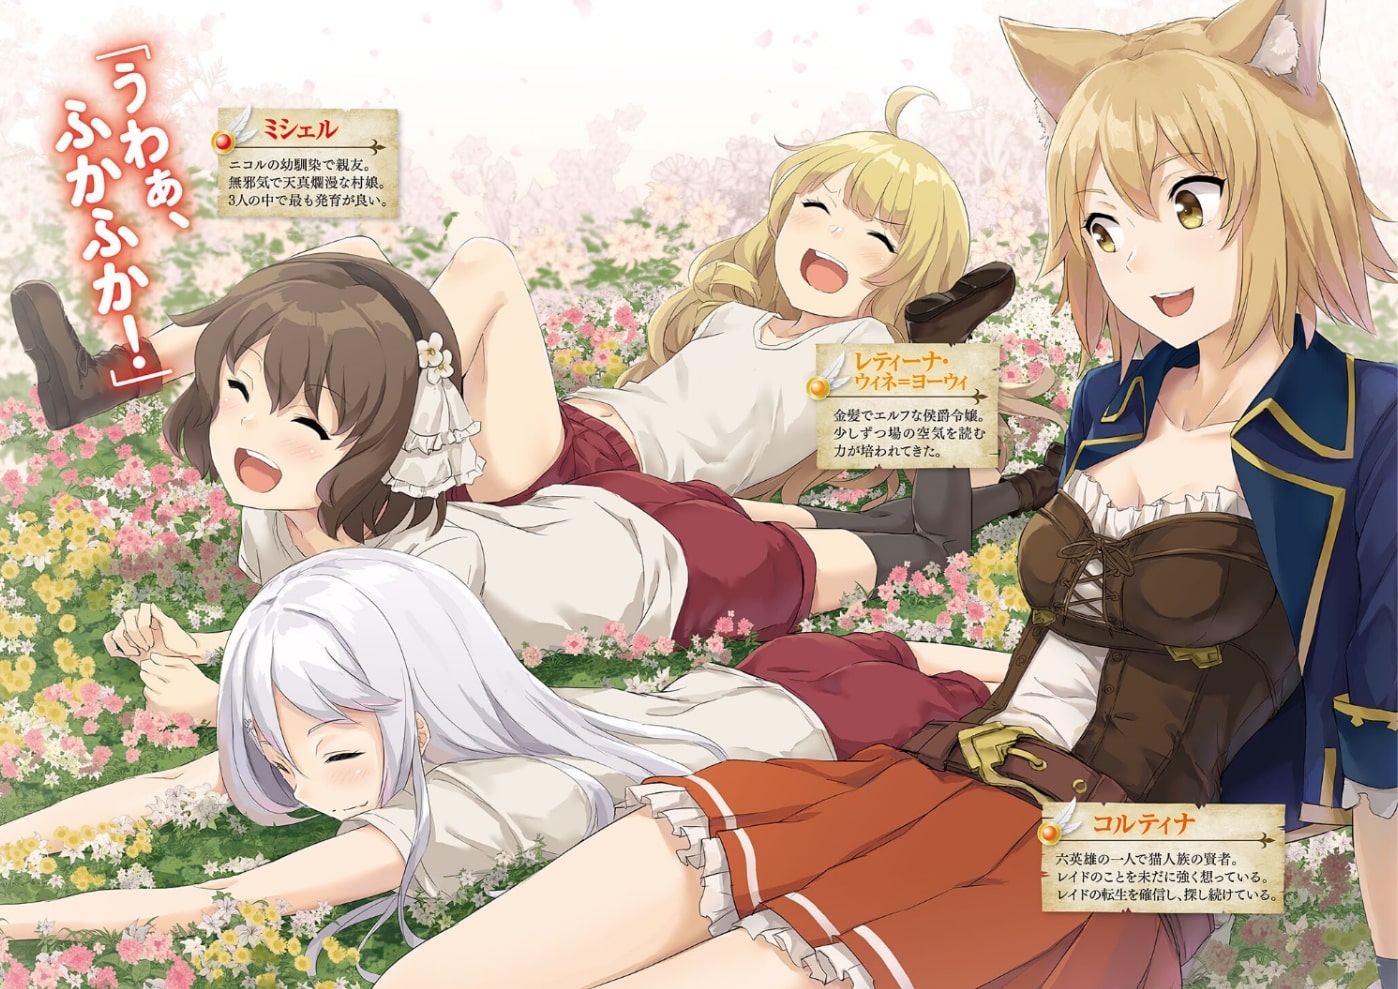 「うわぁ、
ふかふか！」
ミシェル
ニコルの幼馴染で親友。
無邪気で天真爛漫な村娘。
3人の中で最も発育が良い。
レティーナ・
ウィネ＝ヨーウィ
金髪でエルフな侯爵令嬢。
少しずつ場の空気を読む
力が培われてきた。
コルティナ
六英雄の一人で猫人族の賢者。
レイドのことを未だに強く想っている。
レイドの転生を確信し、探し続けている。